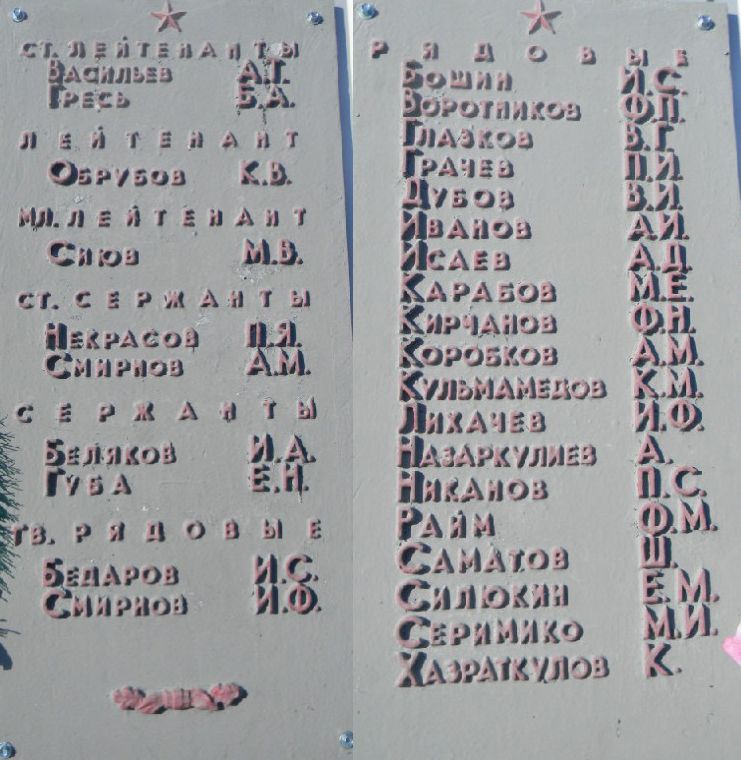 СТ. ЛЕЙТЕНАНТЫ
ВАСИЛЬЕВ А.Т.
ГРЕСЬ Б.А.
ЛЕЙТЕНАНТ
ОБРУБОВ К.В.
МЛ. ЛЕЙТЕНАНТ
СИЮВ М.В.
СТ. СЕРЖАНТЫ
НЕКРАСОВ П.Я.
СМИРНОВ А.М.
СЕРЖАНТЫ
БЕЛЯКОВ И.А.
ГУБА Е.Н.
ГВ. РЯДОВЫЕ
БЕДАРОВ И.С.
СМИРНОВ И.Ф.
РЯДОВЫЕ
БОШИН И.С.
ВОРОТНИКОВ Ф.П.
ГЛАЗКОВ В.Г.
ГРАЧЕВ П.И.
ДУБОВ В.И.
ИВАНОВ А.И.
ИСАЕВ А.Д.
КАРАБОВ М.Е.
КИРЧАНОВ Ф.Н.
КОРОБКОВ А.М.
КУЛЬМАМЕДОВ К.М.
ЛИХАЧЕВ И.Ф.
НАЗАРКУЛИЕВ А.
НИКАНОВ П.С.
РАЙМ Ф.М.
САМАТОВ Ш.
СИЛЮКИН Е.М.
СЕРИМИКО М.И.
ХАЗРАТКУЛОВ К.